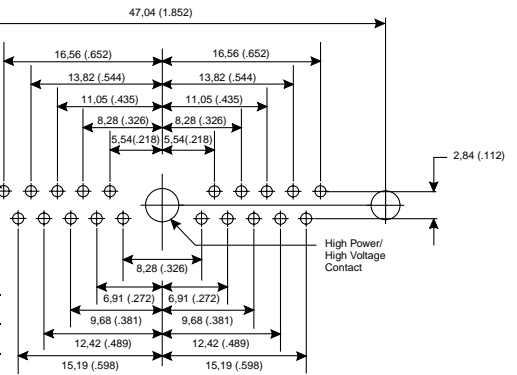 47,04 (1.852)
16,56 (.652) 16,56 (.652)
13,82 (.544) 13,82 (.544)
11,05 (.435) 11,05 (.435)
8,28 (.326) 8,28 (.326)
5,54(.218) 5,54(.218)
2,84 (.112)
High Power/
High Voltage
Contact
8,28 (.326)
6,91 (.272) 6,91 (.272)
9,68 (.381) 9,68 (.381)
12,42 (.489) 12,42 (.489)
15,19 (.598) 15,19 (.598)